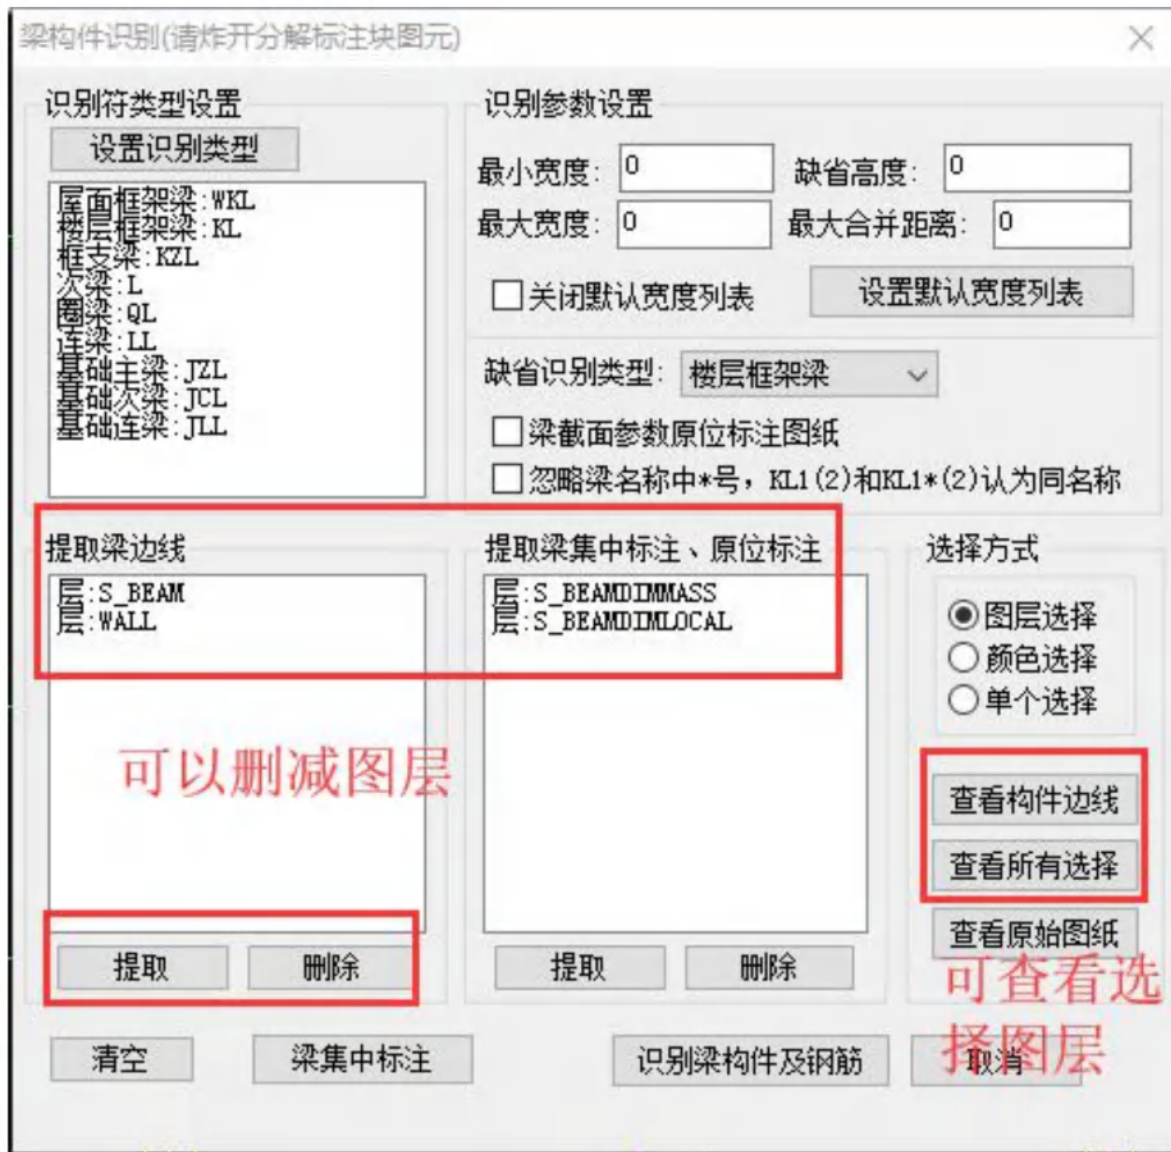 梁构件识别(请炸开分解标注块图元)
识别符类型设置
设置识别类型
屋面框架梁:WKL
楼层框架梁:KL
框支梁:KZL
次梁:L
圈梁:QL
连梁:LL
基础主梁:JZL
基础次梁:JCL
基础连梁:JLL
识别参数设置
最小宽度: 0 缺省高度: 0
最大宽度: 0 最大合并距离: 0
关闭默认宽度列表 设置默认宽度列表
缺省识别类型: 楼层框架梁
梁截面参数原位标注图纸
忽略梁名称中*号，KL1(2)和KL1*(2)认为同名称
提取梁边线
层:S_BEAM
层:WALL
可以删减图层
提取 删除
提取梁集中标注、原位标注
层:S_BEAMDIMMASS
层:S_BEAMDIMLOCAL
提取 删除
选择方式
图层选择
颜色选择
单个选择
查看构件边线
查看所有选择
查看原始图纸
可查看选
择图层
清空 梁集中标注 识别梁构件及钢筋 取消